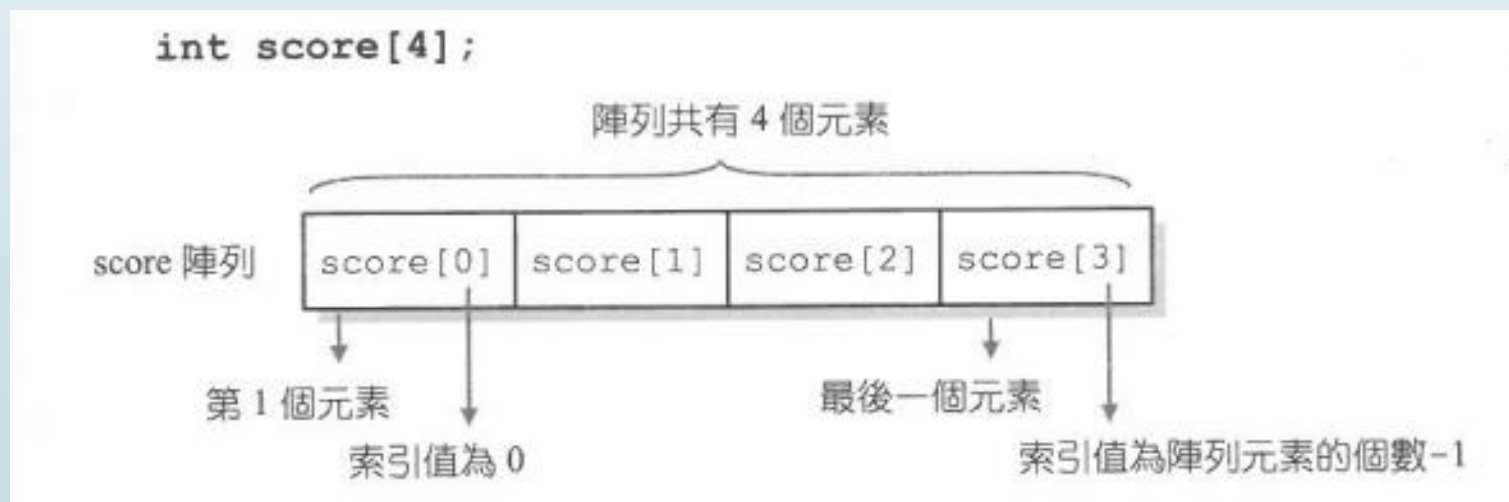 int score[4];
陣列共有 4 個元素
score 陣列
score[0] score[1] score[2] score[3]
第 1 個元素
最後一個元素
索引值為 0
索引值為陣列元素的個數-1